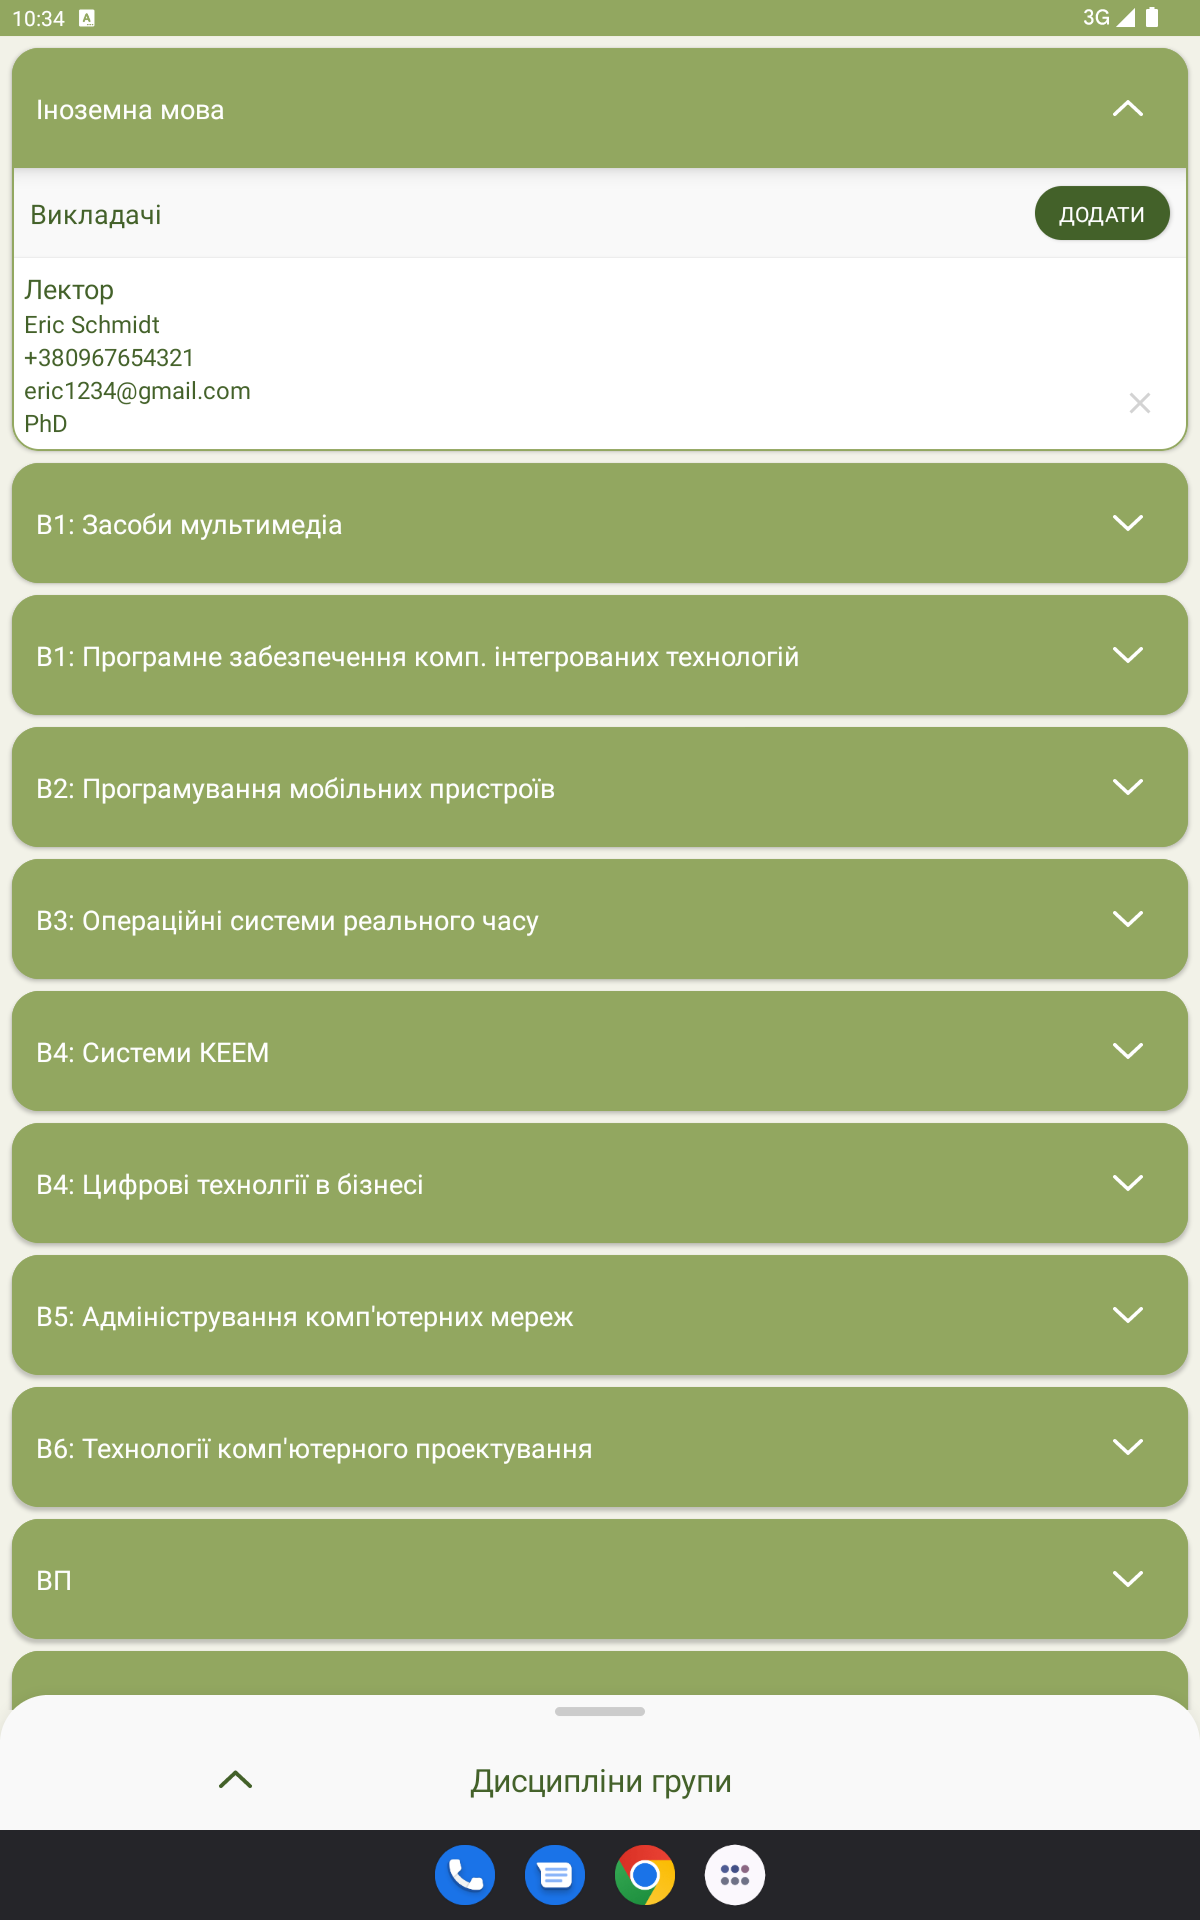 10:34
3G
Іноземна мова
Викладачі
ДОДАТИ
Лектор
Eric Schmidt
+380967654321
eric1234@gmail.com
PhD
В1: Засоби мультимедіа
В1: Програмне забезпечення комп. інтегрованих технологій
В2: Програмування мобільних пристроїв
В3: Операційні системи реального часу
В4: Системи КЕЕМ
В4: Цифрові технолгії в бізнесі
В5: Адміністрування комп'ютерних мереж
В6: Технології комп'ютерного проектування
ВП
Дисципліни групи